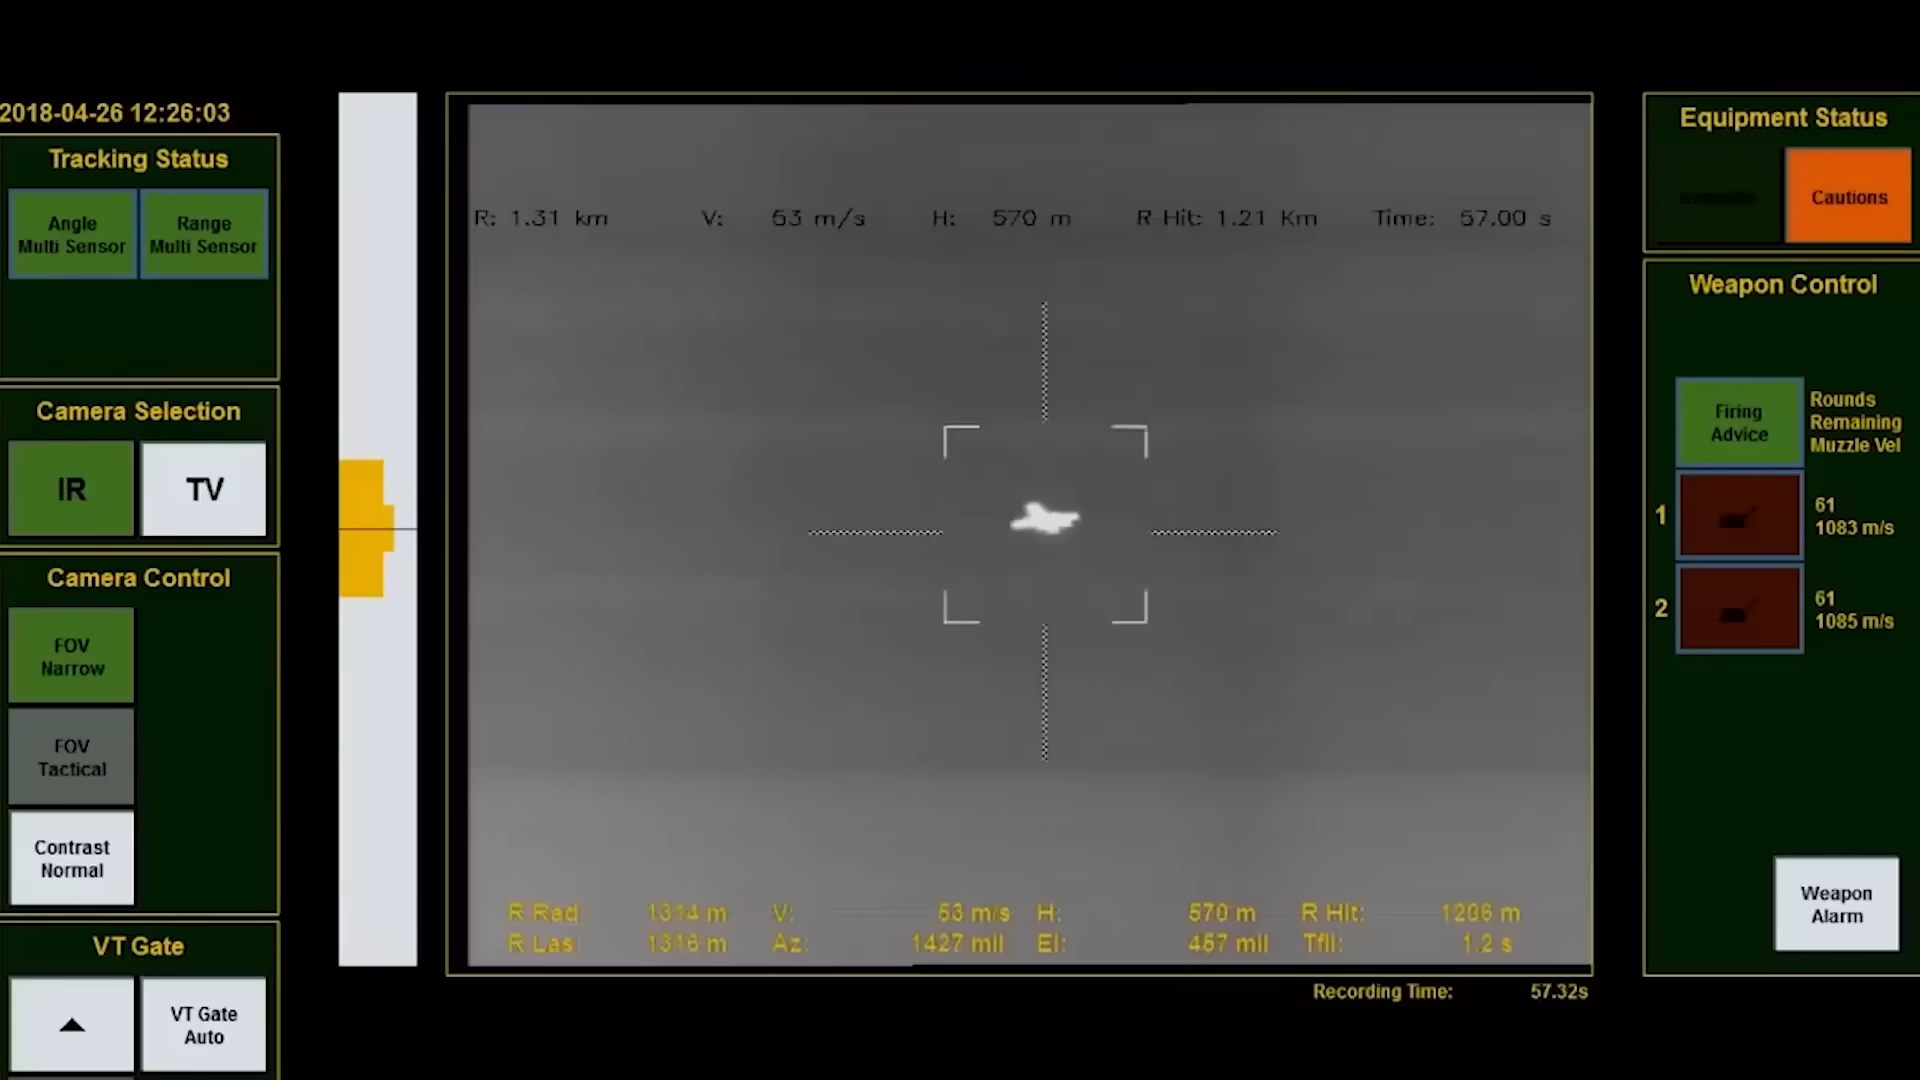 2018-04-26 12:26:03
Tracking Status
Angle
Multi Sensor
Range
Multi Sensor
Camera Selection
IR
TV
Camera Control
FOV
Narrow
FOV
Tactical
Contrast
Normal
VT Gate
VT Gate
Auto
R: 1.31 km V: 53 m/s H: 570 m R Hit: 1.21 Km Time: 57.00 s
R Rad: 1314 m V: 53 m/s H: 570 m R Hit: 1206 m
R Las: 1316 m Az: 1427 mil El: 457 mil Tfli: 1.2 s
Recording Time: 57.32s
Equipment Status
Cautions
Weapon Control
Firing
Advice
Rounds
Remaining
Muzzle Vel
1
61
1083 m/s
2
61
1085 m/s
Weapon
Alarm